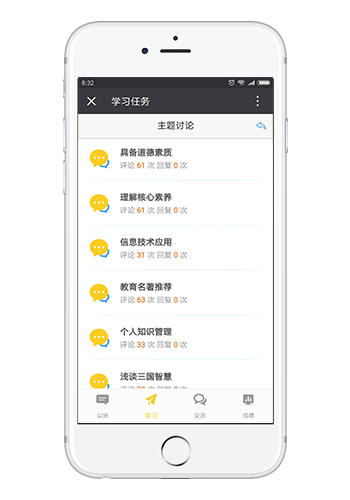 8:32
学习任务
主题讨论
具备道德素质
评论 61 次 回复 0 次
理解核心素养
评论 61 次 回复 0 次
信息技术应用
评论 31 次 回复 0 次
教育名著推荐
评论 63 次 回复 0 次
个人知识管理
评论 33 次 回复 0 次
浅谈三国智慧
公告
学习
交流
成绩